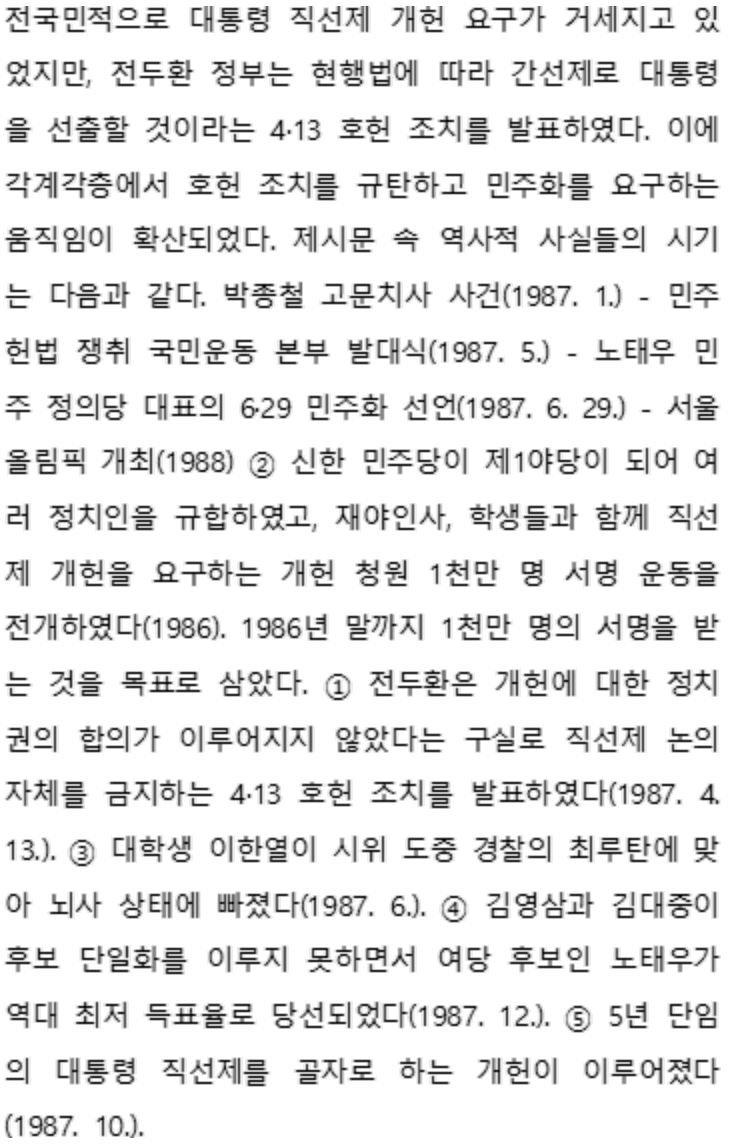 전국민적으로 대통령 직선제 개헌 요구가 거세지고 있
었지만, 전두환 정부는 현행법에 따라 간선제로 대통령
을 선출할 것이라는 4·13 호헌 조치를 발표하였다. 이에
각계각층에서 호헌 조치를 규탄하고 민주화를 요구하는
움직임이 확산되었다. 제시문 속 역사적 사실들의 시기
는 다음과 같다. 박종철 고문치사 사건(1987. 1.) - 민주
헌법 쟁취 국민운동 본부 발대식(1987. 5.) - 노태우 민
주 정의당 대표의 6·29 민주화 선언(1987. 6. 29.) - 서울
올림픽 개최(1988) ② 신한 민주당이 제1야당이 되어 여
러 정치인을 규합하였고, 재야인사, 학생들과 함께 직선
제 개헌을 요구하는 개헌 청원 1천만 명 서명 운동을
전개하였다(1986). 1986년 말까지 1천만 명의 서명을 받
는 것을 목표로 삼았다. ① 전두환은 개헌에 대한 정치
권의 합의가 이루어지지 않았다는 구실로 직선제 논의
자체를 금지하는 4·13 호헌 조치를 발표하였다(1987. 4.
13.). ③ 대학생 이한열이 시위 도중 경찰의 최루탄에 맞
아 뇌사 상태에 빠졌다(1987. 6.). ④ 김영삼과 김대중이
후보 단일화를 이루지 못하면서 여당 후보인 노태우가
역대 최저 득표율로 당선되었다(1987. 12.). ⑤ 5년 단임
의 대통령 직선제를 골자로 하는 개헌이 이루어졌다
(1987. 10.).